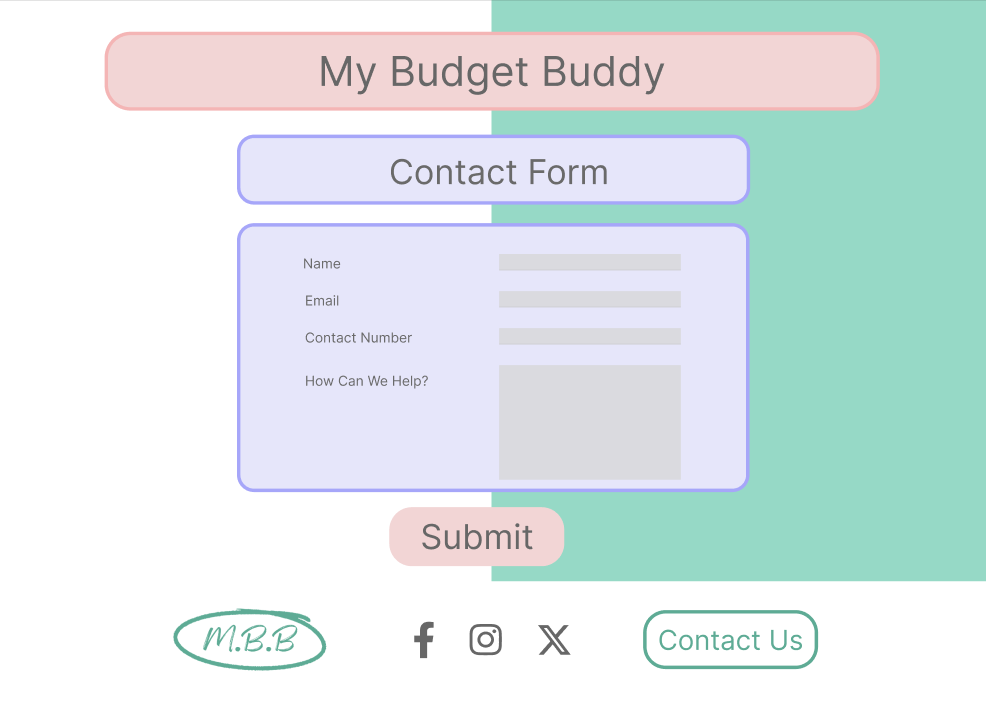 My Budget Buddy
Contact Form
Name
Email
Contact Number
How Can We Help?
Submit
M.B.B
Contact Us